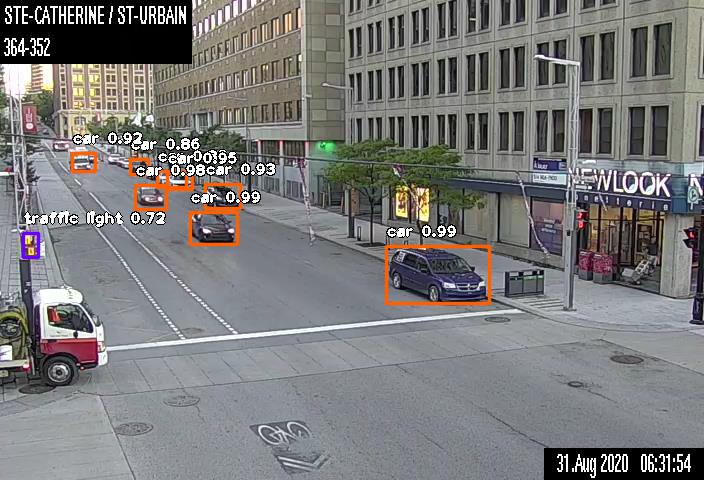 STE-CATHERINE / ST-URBAIN
364-352
car 0.92
car 0.86
car 0.95
car 0.98
car 0.93
car 0.99
traffic light 0.72
car 0.99
NEWLOOK N
31.Aug 2020 06:31:54